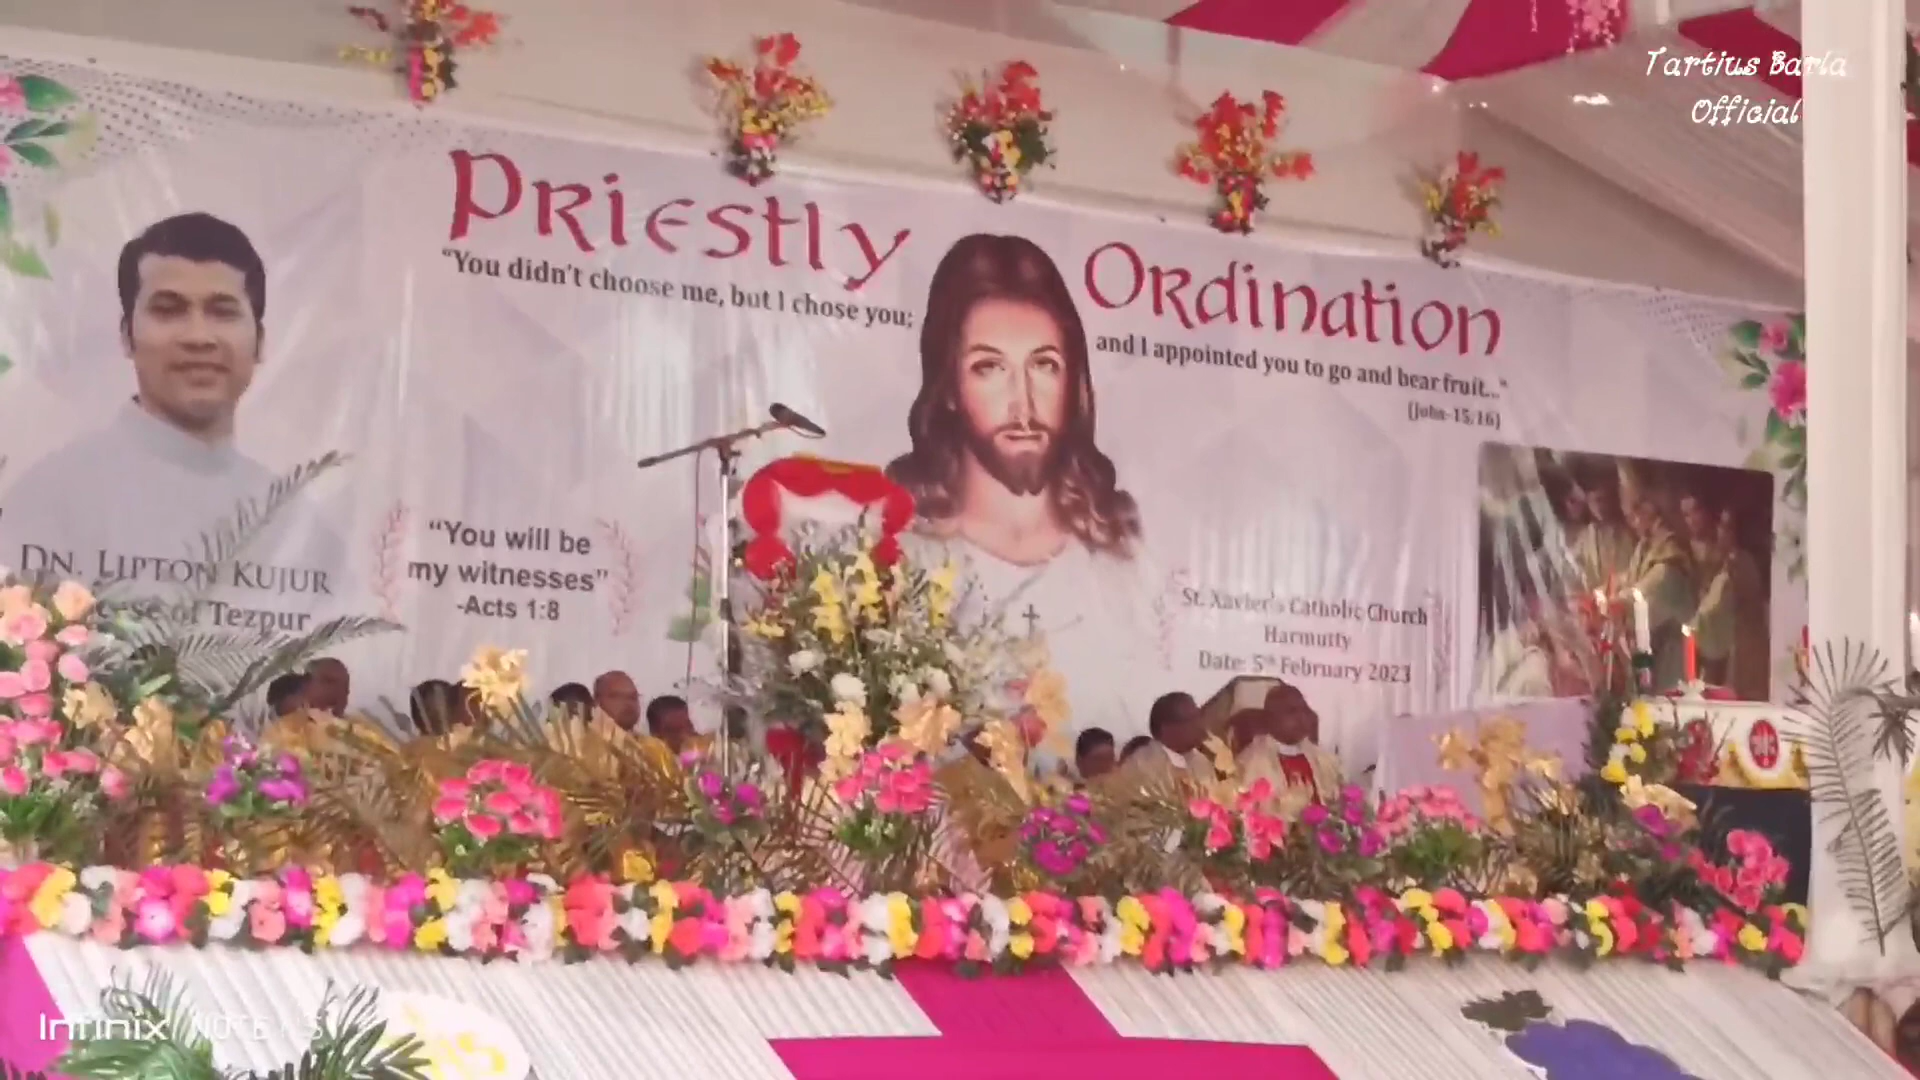 Tartius Barla
Official
Priestly Ordination
"You didn't choose me, but I chose you;
and I appointed you to go and bear fruit..."
(John-15:16)
DN. LIPTON KUJUR
of Tezpur
"You will be
my witnesses"
-Acts 1:8
St. Xavier's Catholic Church
Harmutty
Date: 5th February 2023
Infinix NOTE